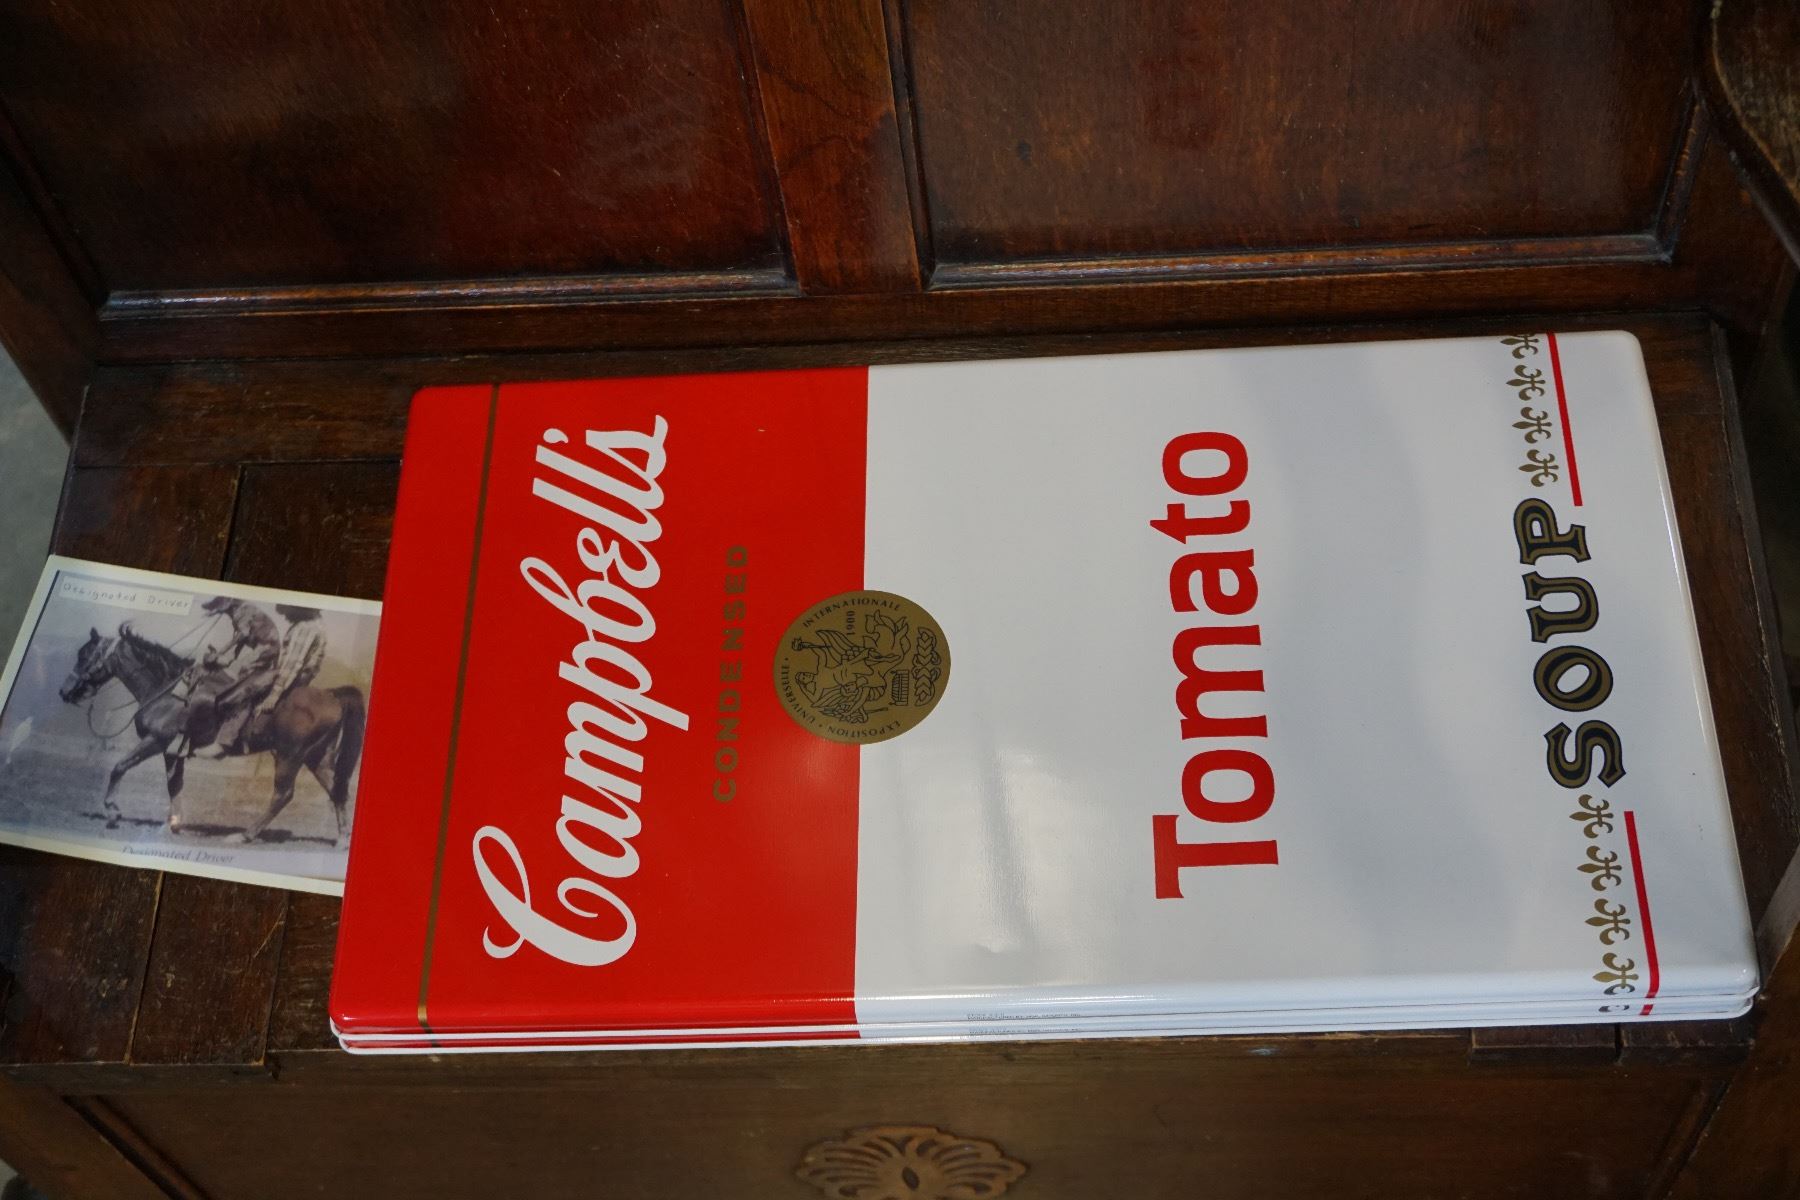 Campbell's
CONDENSED
EXPOSITION • UNIVERSELLE • INTERNATIONALE
1900
Tomato
SOUP
Designated Driver
Designated Driver